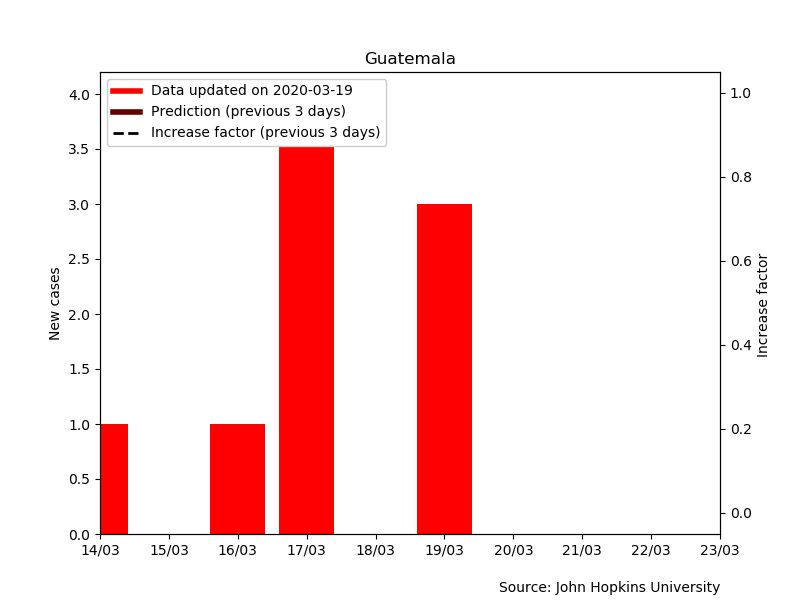 Guatemala
Data updated on 2020-03-19
Prediction (previous 3 days)
Increase factor (previous 3 days)
New cases
4.0
3.5
3.0
2.5
2.0
1.5
1.0
0.5
0.0
1.0
0.8
0.6
0.4
0.2
0.0
Increase factor
14/03 15/03 16/03 17/03 18/03 19/03 20/03 21/03 22/03 23/03
Source: John Hopkins University